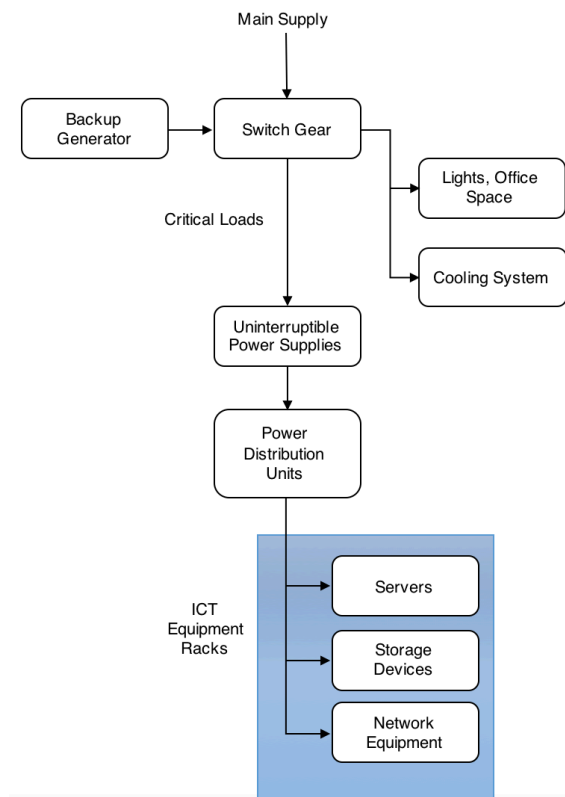 Main Supply
Backup
Generator
Switch Gear
Lights, Office
Space
Critical Loads
Cooling System
Uninterruptible
Power Supplies
Power
Distribution
Units
ICT
Equipment
Racks
Servers
Storage
Devices
Network
Equipment